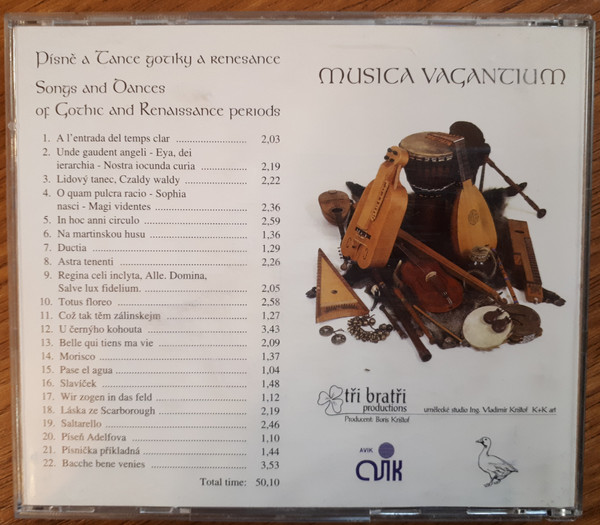 Písně a Tance gotiky a renesance
Songs and Dances
of Gothic and Renaissance periods
1. A l'entrada del temps clar ........................ 2,03
2. Unde gaudent angeli - Eya, dei
ierarchia - Nostra iocunda curia ............... 2,19
3. Lidový tanec, Czaldy waldy ................... 2,22
4. O quam pulcra racio - Sophia
nasci - Magi videntes ............................... 2,36
5. In hoc anni circulo .................................... 2,59
6. Na martinskou husu ................................. 1,36
7. Ductia ........................................................ 1,29
8. Astra tenenti .............................................. 2,26
9. Regina celi inclyta, Alle. Domina,
Salve lux fidelium. .................................... 2,05
10. Totus floreo ............................................... 2,58
11. Což tak těm zálinskejm ............................ 1,27
12. U černýho kohouta .................................... 3,43
13. Belle qui tiens ma vie ............................... 2,09
14. Morisco ..................................................... 1,37
15. Pase el agua ............................................... 1,04
16. Slavíček ..................................................... 1,48
17. Wir zogen in das feld ................................ 1,12
18. Láska ze Scarborough ............................... 2,19
19. Saltarello ................................................... 2,46
20. Píseň Adelfova .......................................... 1,10
21. Písnička příkladná ..................................... 1,44
22. Bacche bene venies ................................... 3,53
Total time: 50,10
MUSICA VAGANTIUM
tři bratři
productions
Producent: Boris Krištof
umělecké studio Ing. Vladimír Krištof K+K art
AVIK
AVIK